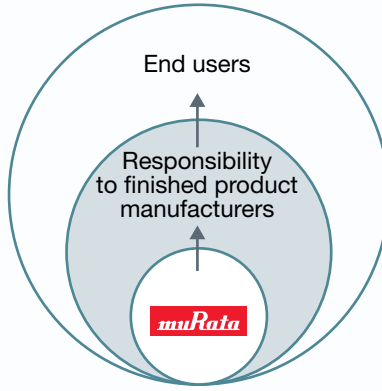 End users
Responsibility
to finished product
manufacturers
muRata